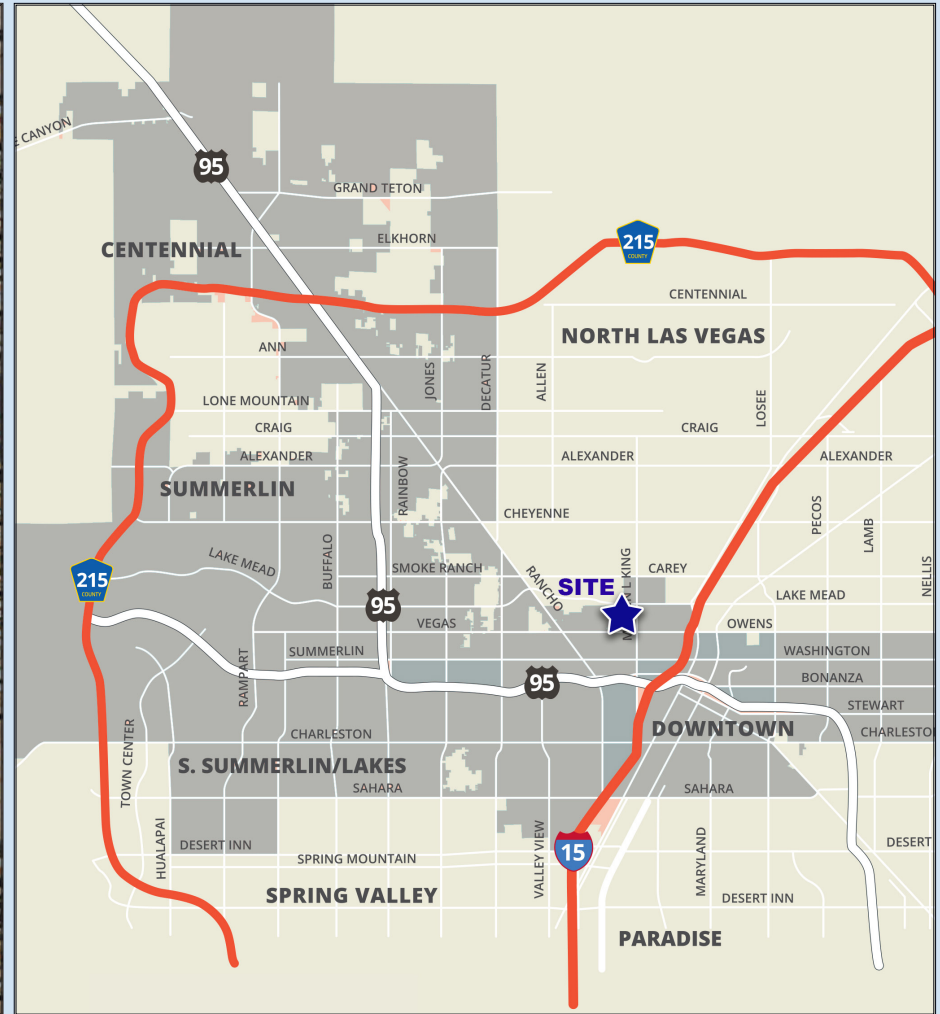 E CANYON
95
GRAND TETON
CENTENNIAL
ELKHORN
215
COUNTY
CENTENNIAL
NORTH LAS VEGAS
ANN
JONES
DECATUR
ALLEN
LOSEE
LONE MOUNTAIN
CRAIG
CRAIG
ALEXANDER
ALEXANDER
ALEXANDER
SUMMERLIN
RAINBOW
CHEYENNE
PECOS
LAMB
BUFFALO
LAKE MEAD
SMOKE RANCH
RANCHO
SITE
L KING
CAREY
NELLIS
215
COUNTY
95
LAKE MEAD
VEGAS
OWENS
SUMMERLIN
WASHINGTON
RAMPART
95
BONANZA
STEWART
CHARLESTON
DOWNTOWN
CHARLESTO
TOWN CENTER
S. SUMMERLIN/LAKES
SAHARA
SAHARA
HUALAPAI
DESERT INN
VALLEY VIEW
15
MARYLAND
DESERT
SPRING MOUNTAIN
SPRING VALLEY
DESERT INN
PARADISE